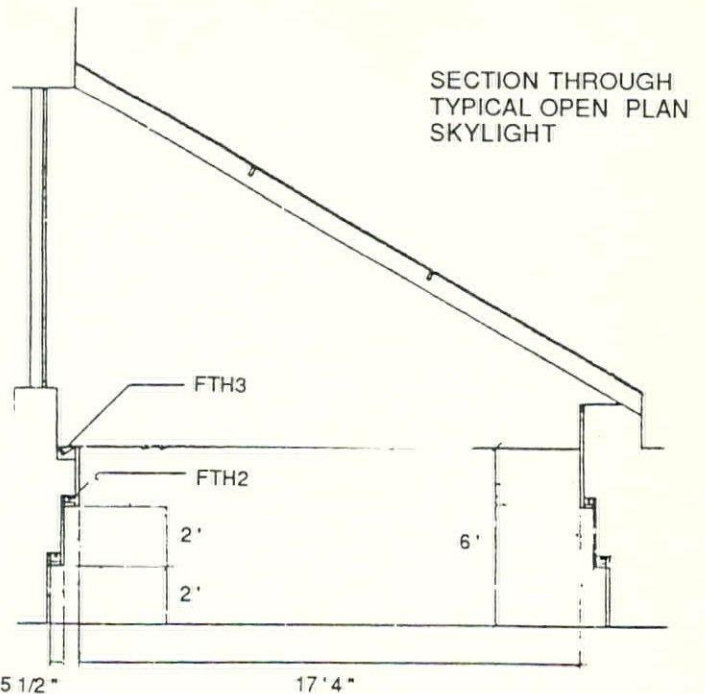 SECTION THROUGH
TYPICAL OPEN PLAN
SKYLIGHT
FTH3
FTH2
2'
6'
2'
5 1/2"
17'4"